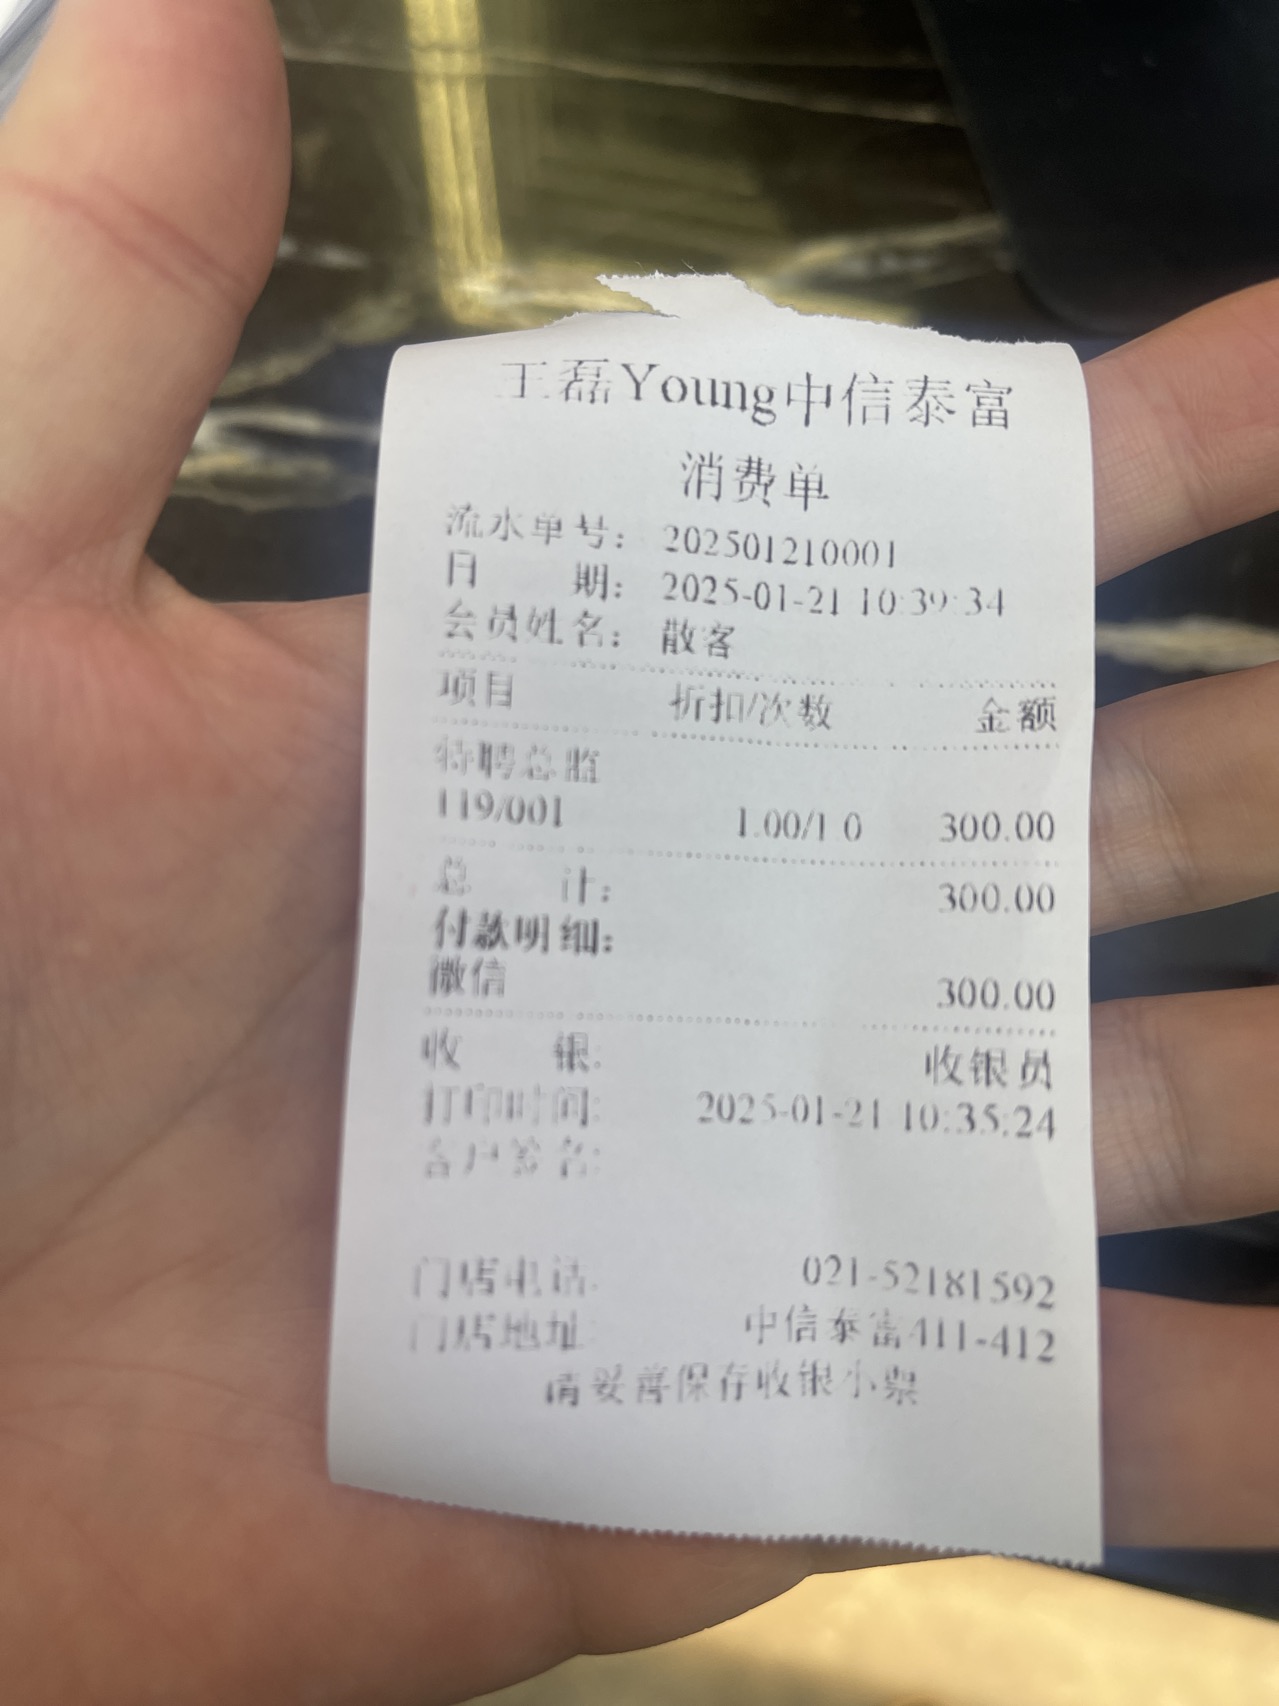 王磊Young中信泰富
消费单
流水单号: 202501210001
日 期: 2025-01-21 10:39:34
会员姓名: 散客
项目 折扣/次数 金额
特聘总监
119/001 1.00/1 0 300.00
总 计: 300.00
付款明细:
微信 300.00
收 银: 收银员
打印时间: 2025-01-21 10:35:24
客户签名:
门店电话: 021-52181592
门店地址: 中信泰富411-412
请妥善保存收银小票